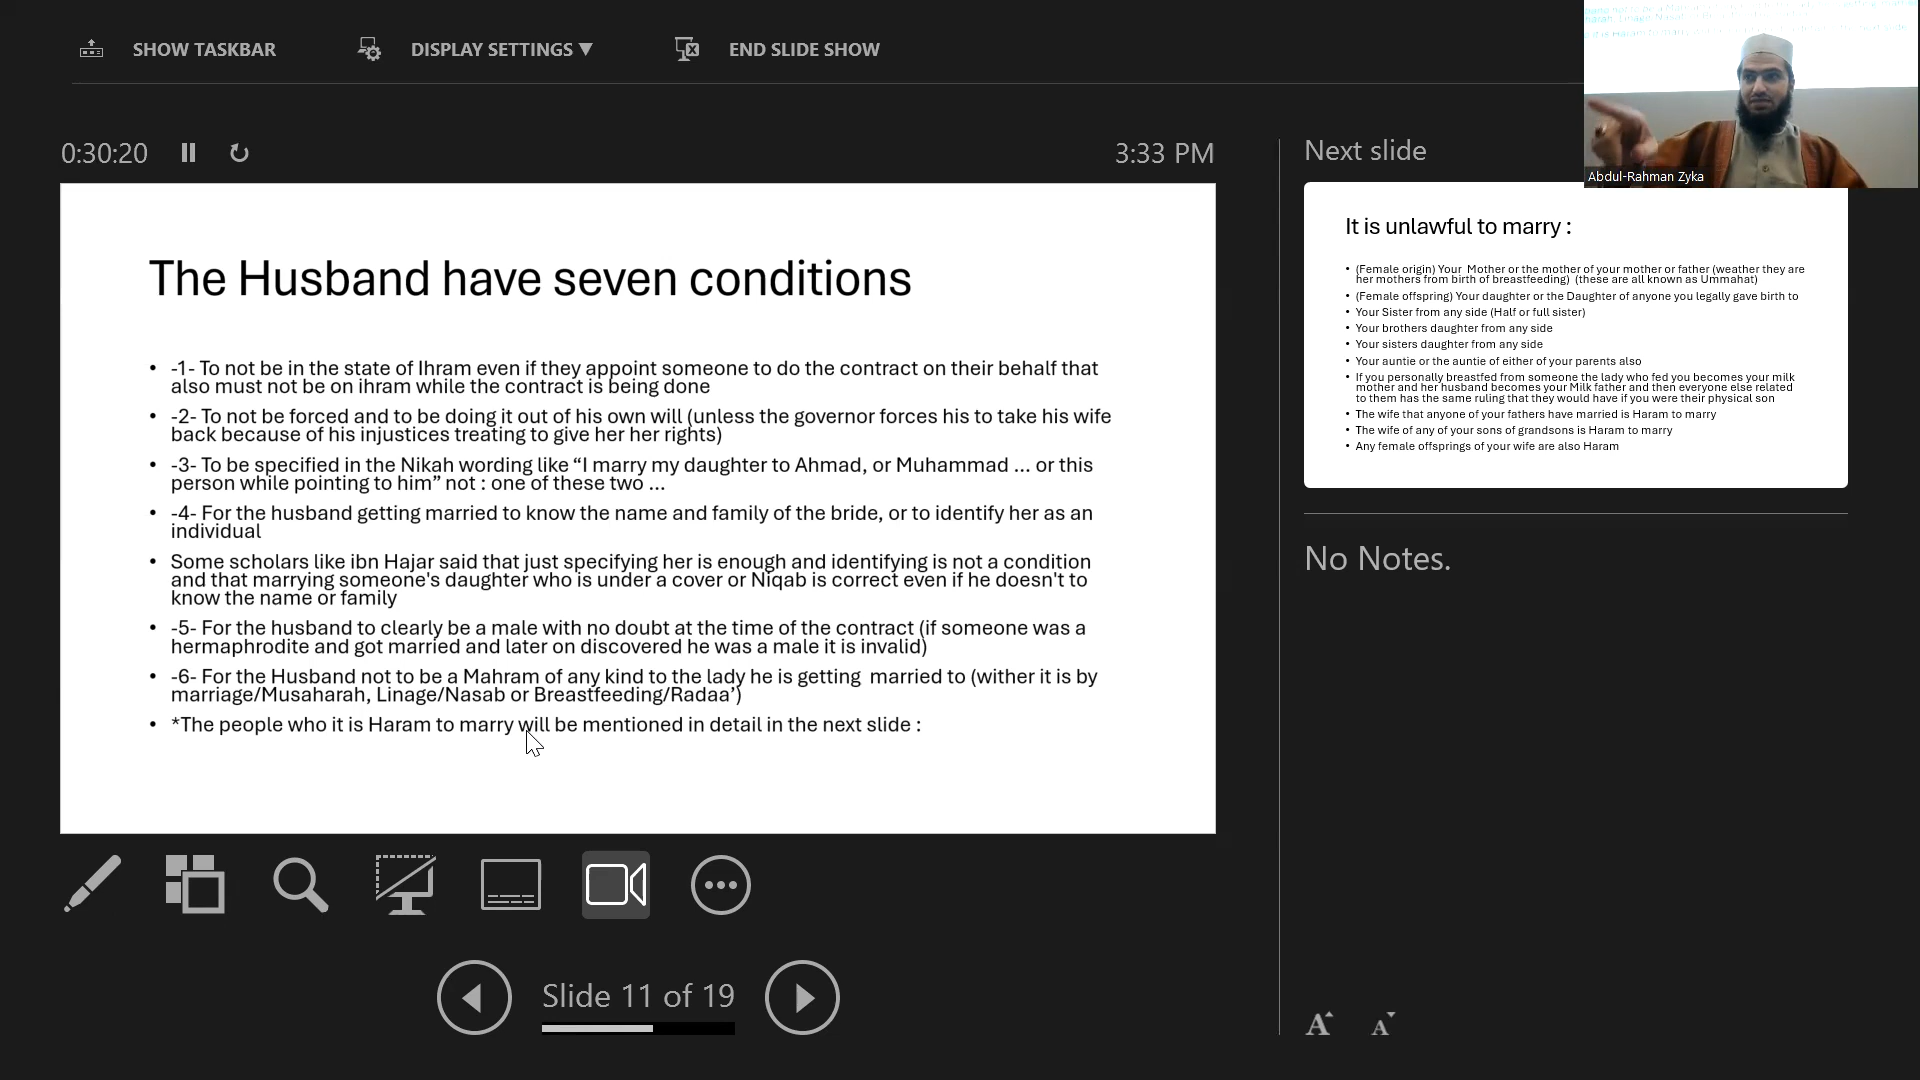 SHOW TASKBAR
DISPLAY SETTINGS ▼
END SLIDE SHOW
0:30:20
3:33 PM
The Husband have seven conditions
• -1- To not be in the state of Ihram even if they appoint someone to do the contract on their behalf that
also must not be on ihram while the contract is being done
• -2- To not be forced and to be doing it out of his own will (unless the governor forces his to take his wife
back because of his injustices treating to give her her rights)
• -3- To be specified in the Nikah wording like “I marry my daughter to Ahmad, or Muhammad ... or this
person while pointing to him” not : one of these two ...
• -4- For the husband getting married to know the name and family of the bride, or to identify her as an
individual
• Some scholars like ibn Hajar said that just specifying her is enough and identifying is not a condition
and that marrying someone's daughter who is under a cover or Niqab is correct even if he doesn't to
know the name or family
• -5- For the husband to clearly be a male with no doubt at the time of the contract (if someone was a
hermaphrodite and got married and later on discovered he was a male it is invalid)
• -6- For the Husband not to be a Mahram of any kind to the lady he is getting married to (wither it is by
marriage/Musaharah, Linage/Nasab or Breastfeeding/Radaa’)
• *The people who it is Haram to marry will be mentioned in detail in the next slide :
Slide 11 of 19
Next slide
Abdul-Rahman Zyka
It is unlawful to marry :
• (Female origin) Your Mother or the mother of your mother or father (weather they are
her mothers from birth of breastfeeding) (these are all known as Ummahat)
• (Female offspring) Your daughter or the Daughter of anyone you legally gave birth to
• Your Sister from any side (Half or full sister)
• Your brothers daughter from any side
• Your sisters daughter from any side
• Your auntie or the auntie of either of your parents also
• If you personally breastfed from someone the lady who fed you becomes your milk
mother and her husband becomes your Milk father and then everyone else related
to them has the same ruling that they would have if you were their physical son
• The wife that anyone of your fathers have married is Haram to marry
• The wife of any of your sons of grandsons is Haram to marry
• Any female offsprings of your wife are also Haram
No Notes.
A A